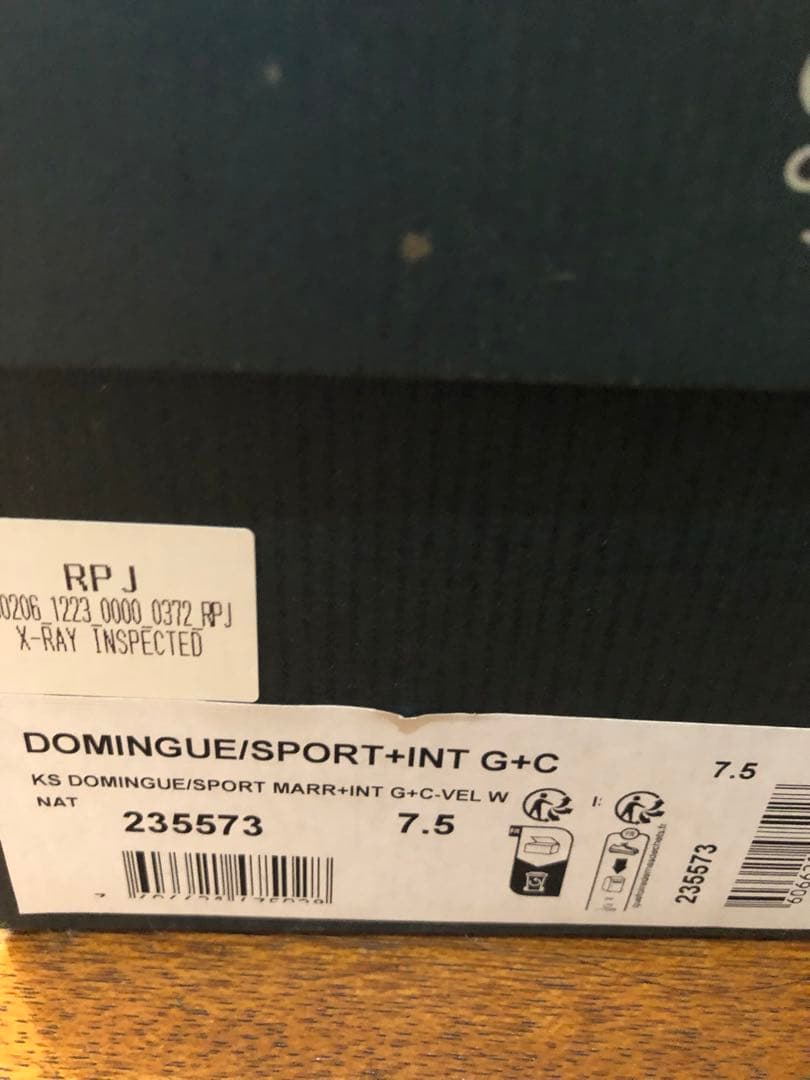 RPJ
0206_1223_0000_0372_RPJ
X-RAY INSPECTED
DOMINGUE/SPORT+INT G+C
7.5
KS DOMINGUE/SPORT MARR+INT G+C-VEL W
NAT
235573
7.5
235573